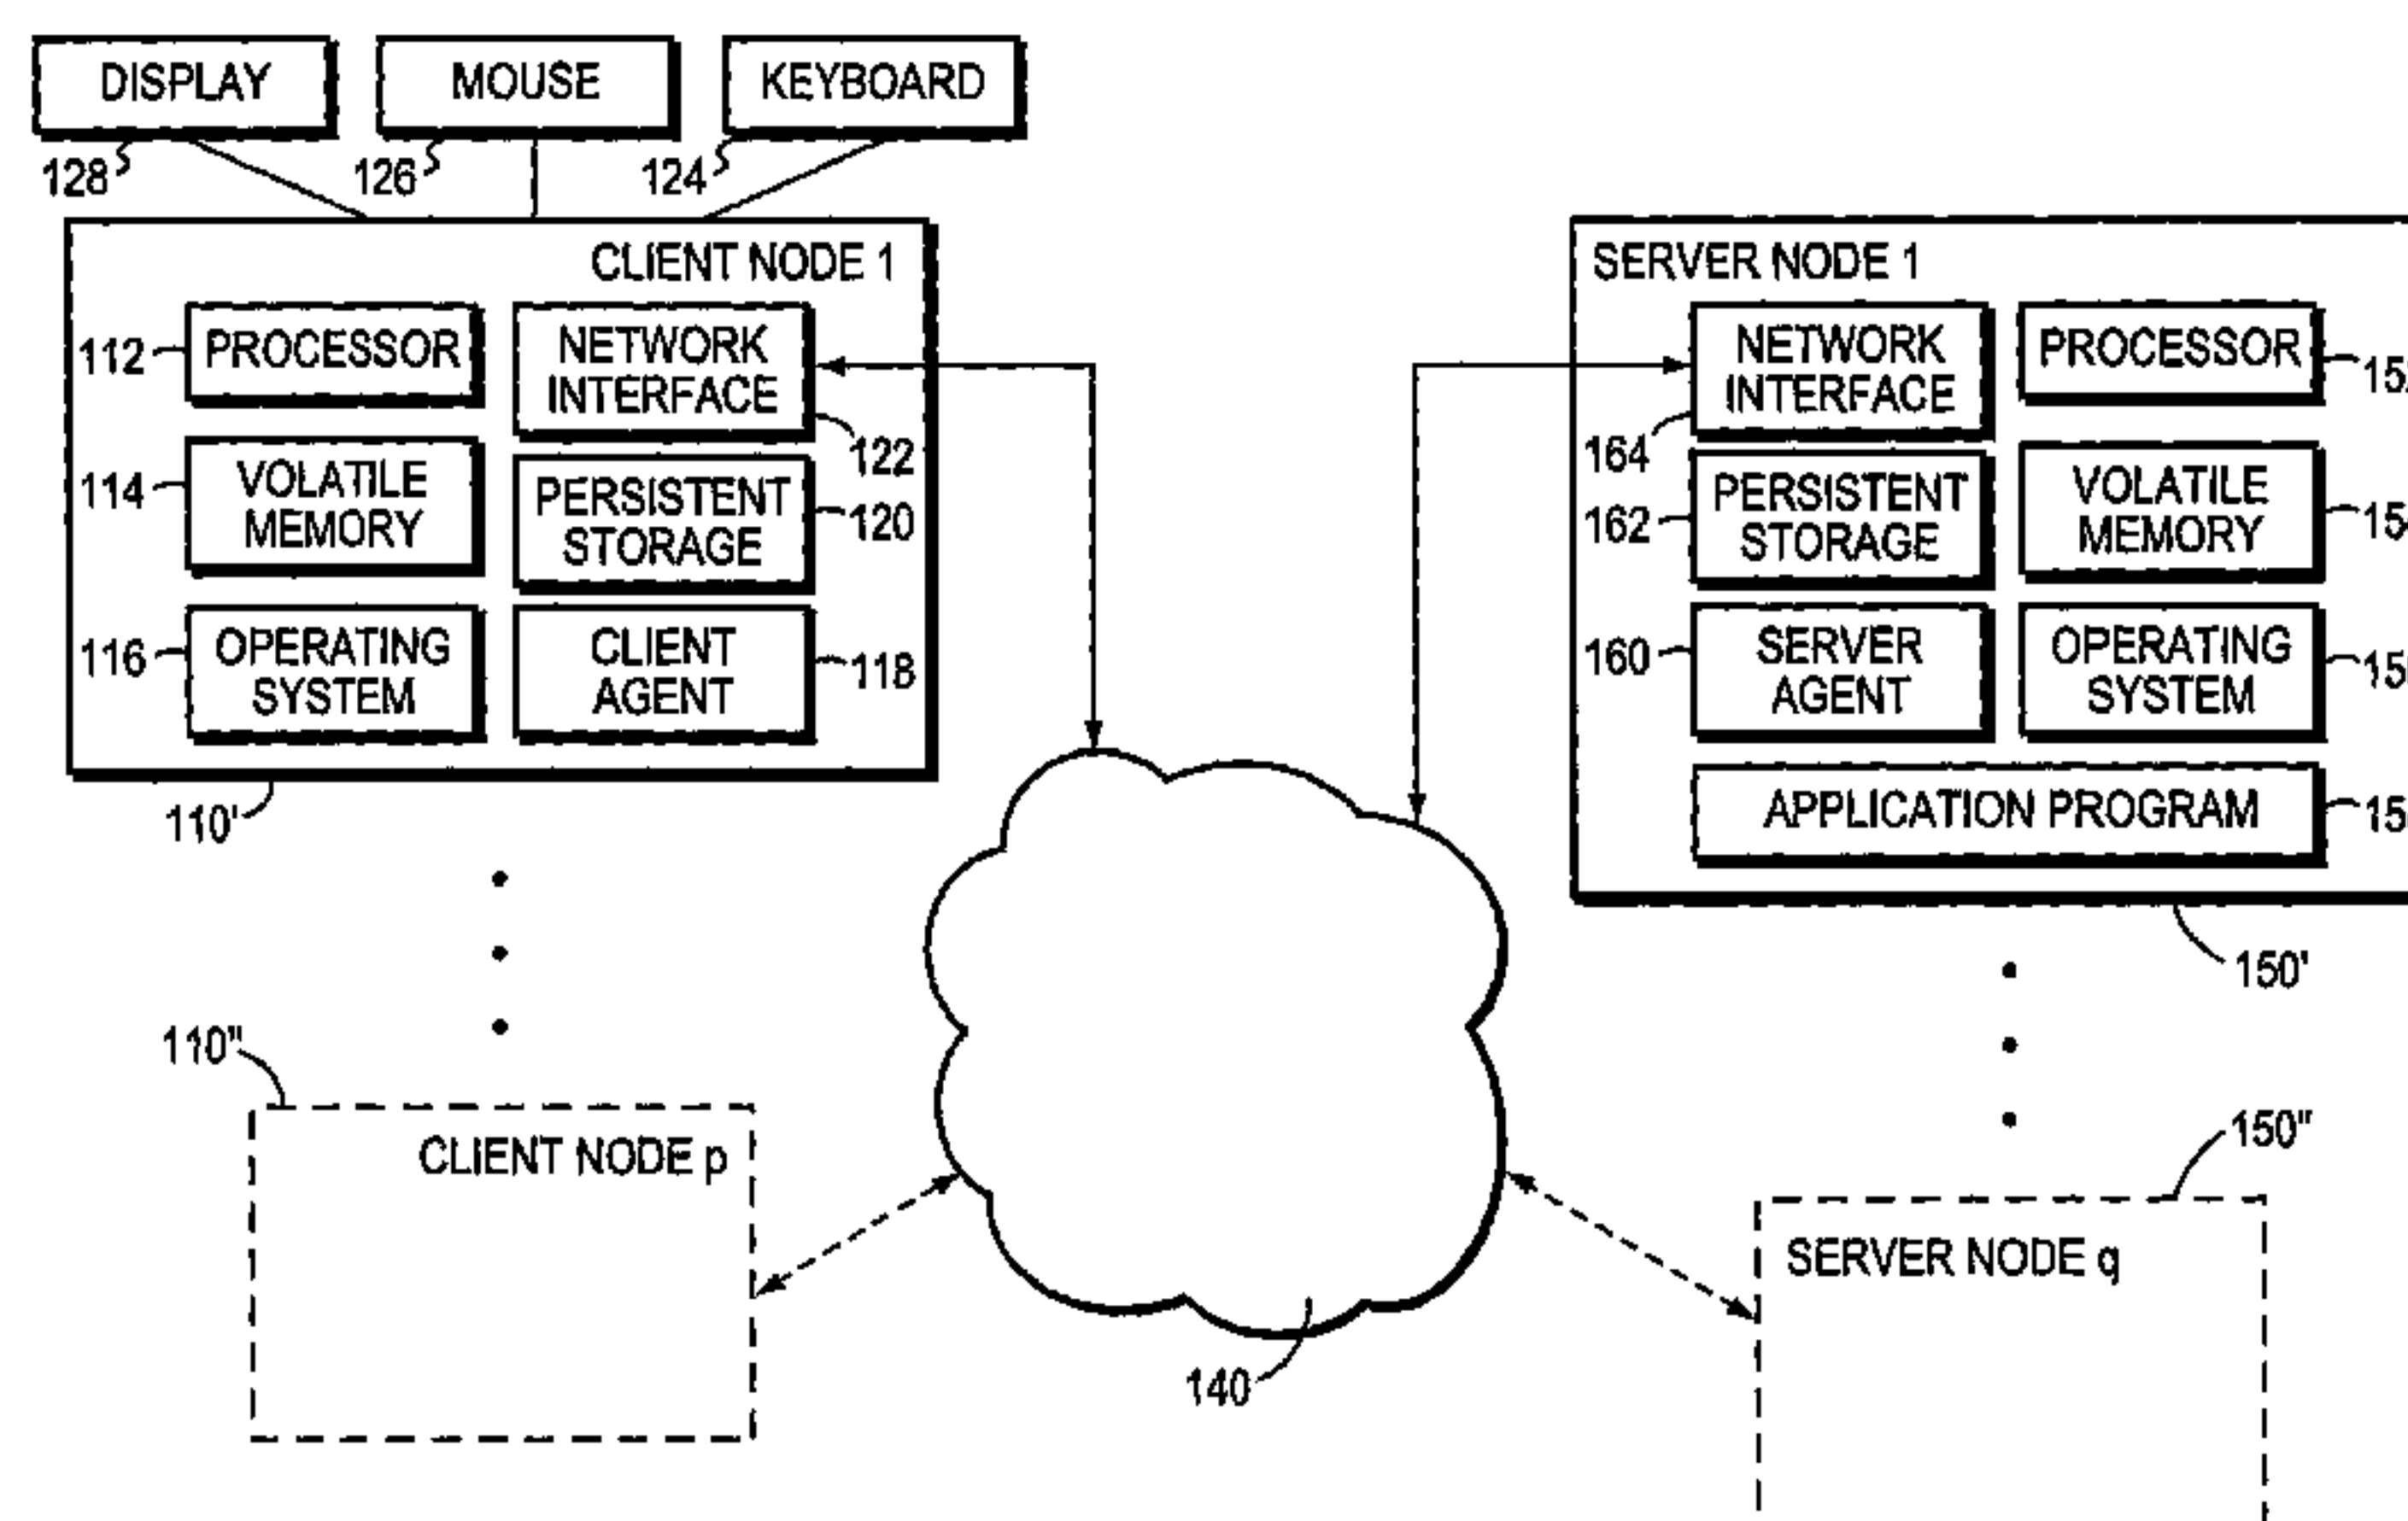 DISPLAY
MOUSE
KEYBOARD
128
126
124
CLIENT NODE 1
112
PROCESSOR
NETWORK
INTERFACE
122
114
VOLATILE
MEMORY
PERSISTENT
STORAGE
120
116
OPERATING
SYSTEM
CLIENT
AGENT
118
110'
SERVER NODE 1
NETWORK
INTERFACE
164
PROCESSOR
PERSISTENT
STORAGE
162
VOLATILE
MEMORY
160
SERVER
AGENT
OPERATING
SYSTEM
APPLICATION PROGRAM
150'
110"
CLIENT NODE p
140
150"
SERVER NODE q